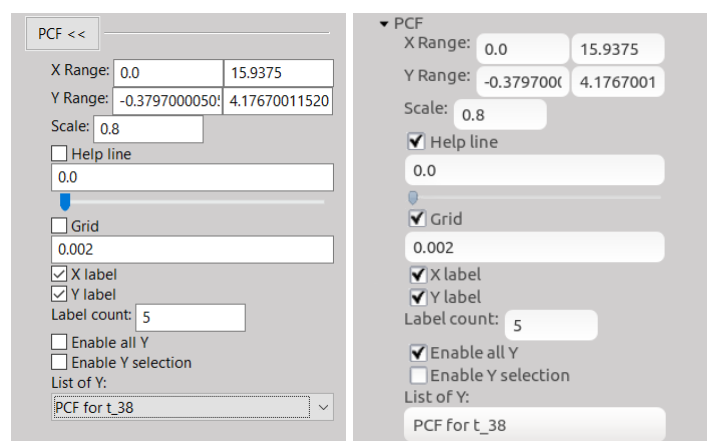 PCF <<
X Range: 0.0 15.9375
Y Range: -0.3797000050! 4.17670011520
Scale: 0.8
Help line
0.0
Grid
0.002
X label
Y label
Label count: 5
Enable all Y
Enable Y selection
List of Y:
PCF for t_38
PCF
X Range: 0.0 15.9375
Y Range: -0.379700( 4.1767001
Scale: 0.8
Help line
0.0
Grid
0.002
X label
Y label
Label count: 5
Enable all Y
Enable Y selection
List of Y:
PCF for t_38